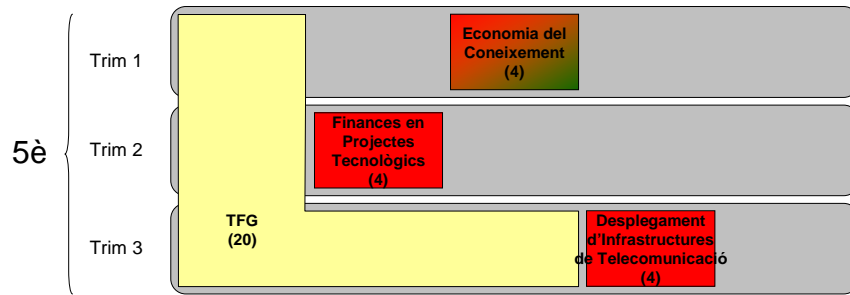 5è
Trim 1
Economia del
Coneixement
(4)
Trim 2
Finances en
Projectes
Tecnològics
(4)
Trim 3
TFG
(20)
Desplegament
d'Infrastructures
de Telecomunicació
(4)